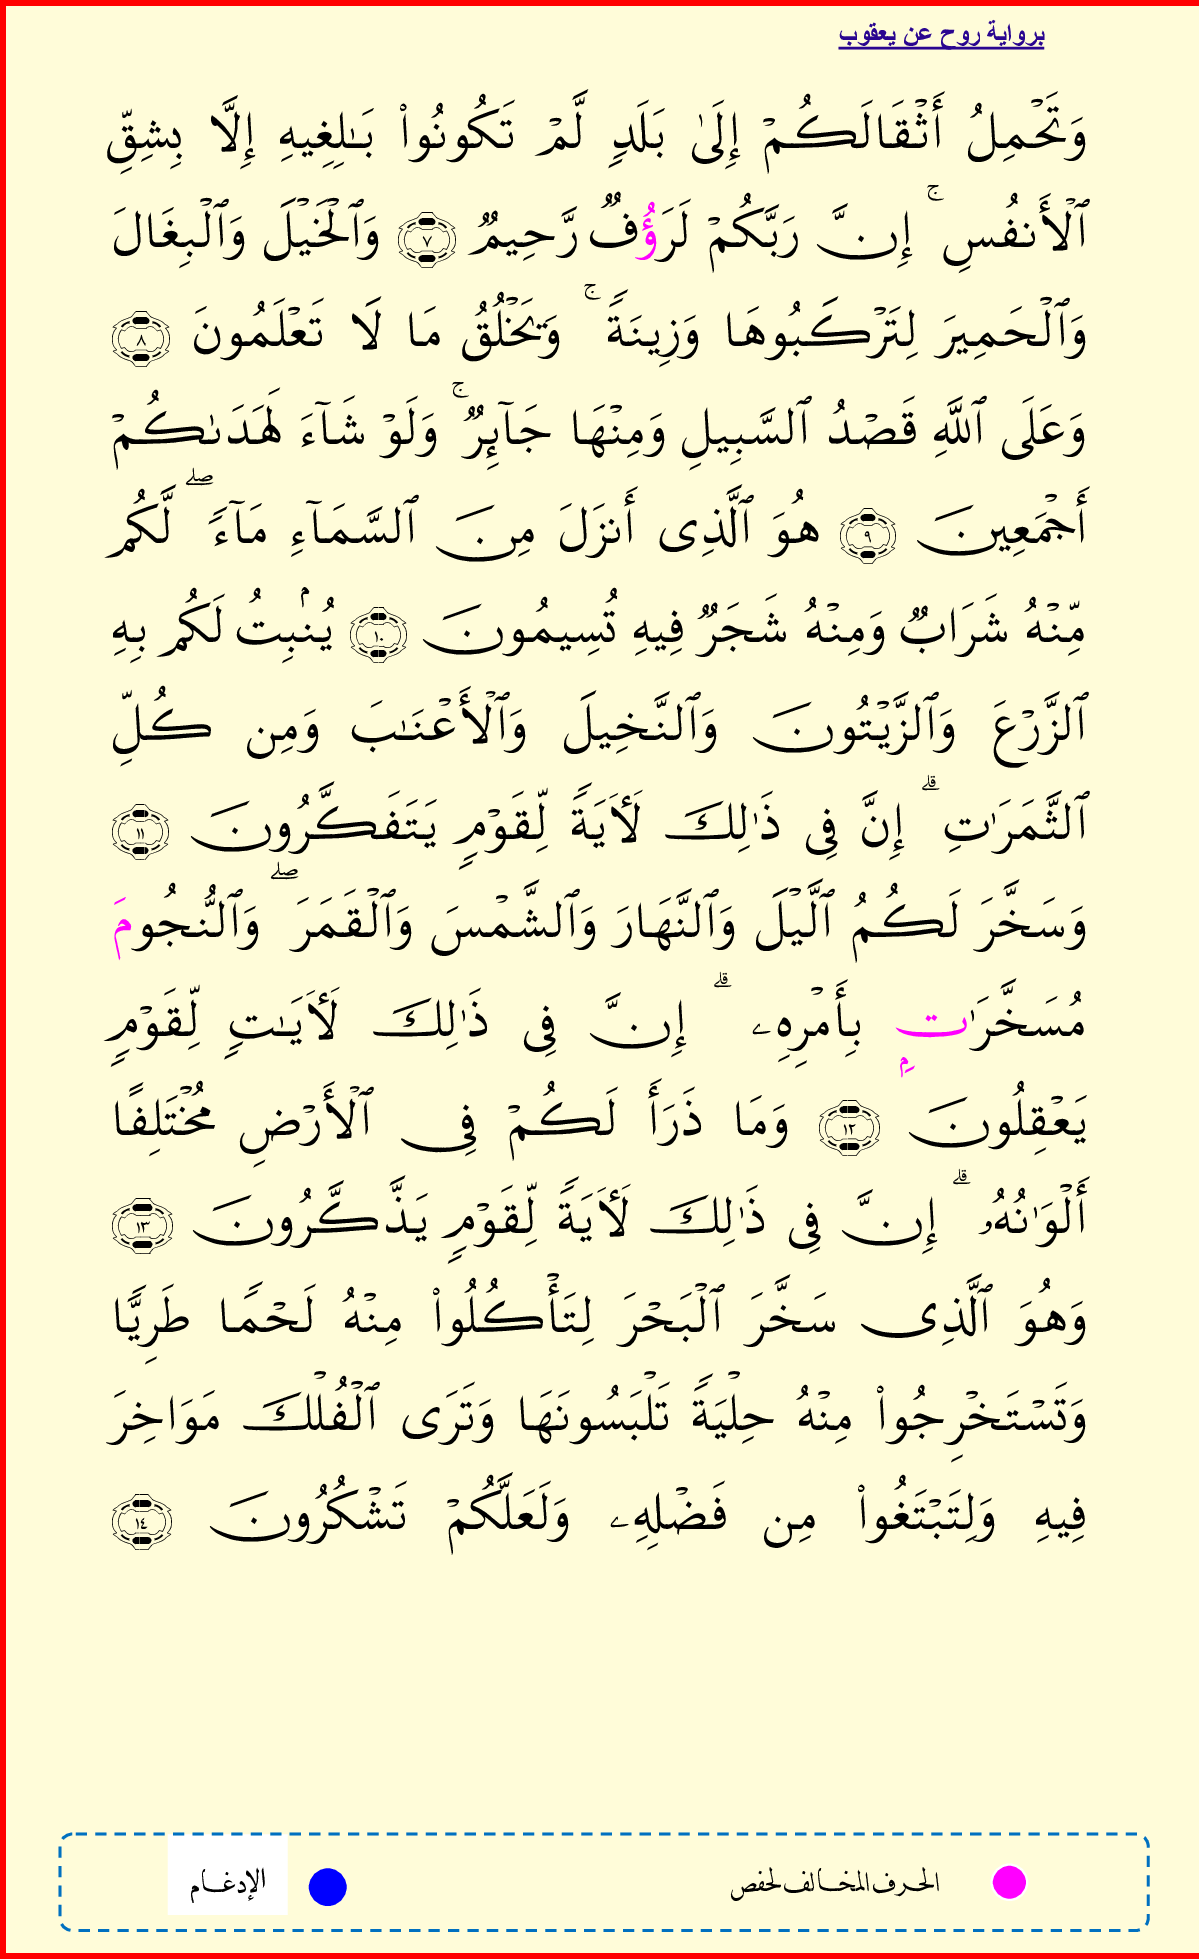 برواية روح عن يعقوب
وَتَحْمِلُ أَثْقَالَكُمْ إِلَىٰ بَلَدٍ لَّمْ تَكُونُوا۟ بَـٰلِغِيهِ إِلَّا بِشِقِّ
ٱلْأَنفُسِ ۚ إِنَّ رَبَّكُمْ لَرَؤُفٌ رَّحِيمٌ ٧ وَٱلْخَيْلَ وَٱلْبِغَالَ
وَٱلْحَمِيرَ لِتَرْكَبُوهَا وَزِينَةً ۚ وَيَخْلُقُ مَا لَا تَعْلَمُونَ ٨
وَعَلَى ٱللَّهِ قَصْدُ ٱلسَّبِيلِ وَمِنْهَا جَآئِرٌ ۚ وَلَوْ شَآءَ لَهَدَىٰكُمْ
أَجْمَعِينَ ٩ هُوَ ٱلَّذِى أَنزَلَ مِنَ ٱلسَّمَآءِ مَآءً ۖ لَّكُم
مِّنْهُ شَرَابٌ وَمِنْهُ شَجَرٌ فِيهِ تُسِيمُونَ ١٠ يُنۢبِتُ لَكُم بِهِ
ٱلزَّرْعَ وَٱلزَّيْتُونَ وَٱلنَّخِيلَ وَٱلْأَعْنَـٰبَ وَمِن كُلِّ
ٱلثَّمَرَٰتِ ۗ إِنَّ فِى ذَٰلِكَ لَـَٔايَةً لِّقَوْمٍ يَتَفَكَّرُونَ ١١
وَسَخَّرَ لَكُمُ ٱلَّيْلَ وَٱلنَّهَارَ وَٱلشَّمْسَ وَٱلْقَمَرَ ۖ وَٱلنُّجُومَ
مُسَخَّرَٰتِۭ بِأَمْرِهِۦ ۗ إِنَّ فِى ذَٰلِكَ لَـَٔايَـٰتٍ لِّقَوْمٍ
يَعْقِلُونَ ١٢ وَمَا ذَرَأَ لَكُمْ فِى ٱلْأَرْضِ مُخْتَلِفًا
أَلْوَٰنُهُۥ ۗ إِنَّ فِى ذَٰلِكَ لَـَٔايَةً لِّقَوْمٍ يَذَّكَّرُونَ ١٣
وَهُوَ ٱلَّذِى سَخَّرَ ٱلْبَحْرَ لِتَأْكُلُوا۟ مِنْهُ لَحْمًا طَرِيًّا
وَتَسْتَخْرِجُوا۟ مِنْهُ حِلْيَةً تَلْبَسُونَهَا وَتَرَى ٱلْفُلْكَ مَوَاخِرَ
فِيهِ وَلِتَبْتَغُوا۟ مِن فَضْلِهِۦ وَلَعَلَّكُمْ تَشْكُرُونَ ١٤
الحرف المخالف لحفص
الإدغام